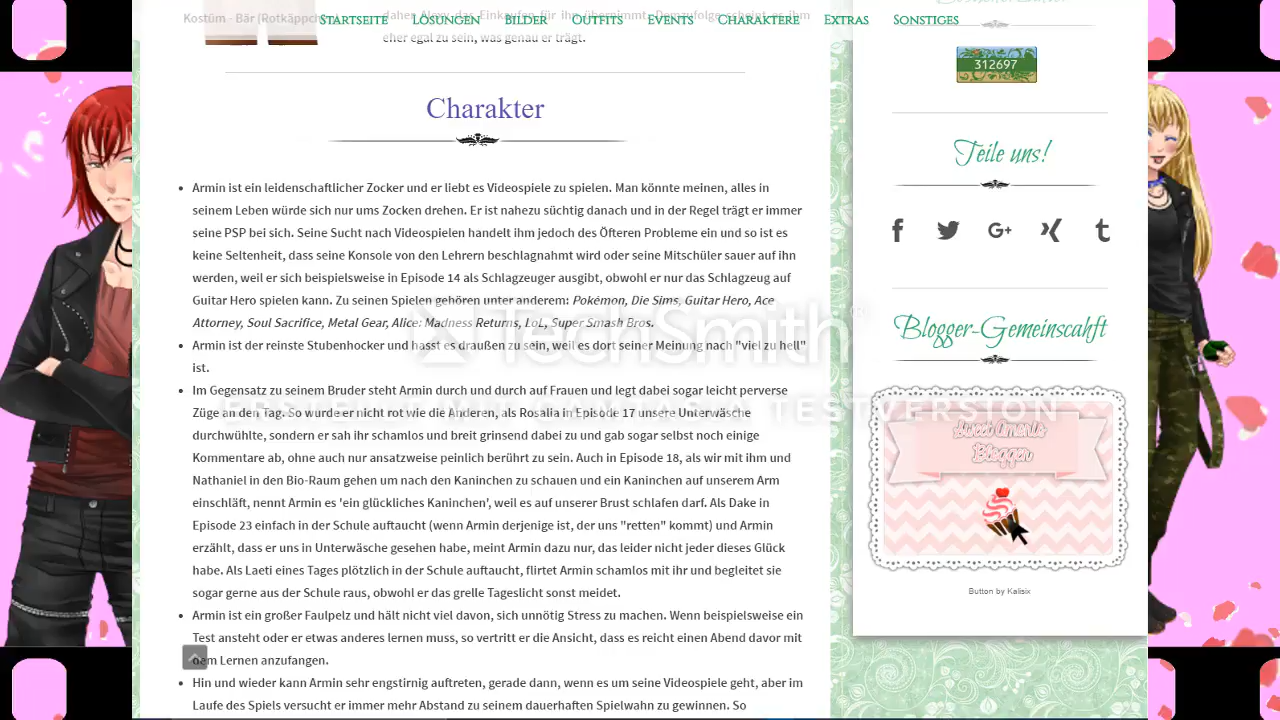 Kostüm - Bär (Rotkäppch
Startseite
Lösungen
Bilder
Outfits
Events
Charaktere
Extras
Sonstiges
eher egal zu sein, was genau er trägt.
Charakter
Armin ist ein leidenschaftlicher Zocker und er liebt es Videospiele zu spielen. Man könnte meinen, alles in
seinem Leben würde sich nur ums Zocken drehen. Er ist nahezu süchtig danach und in der Regel trägt er immer
seine PSP bei sich. Seine Sucht nach Videospielen handelt ihm jedoch des Öfteren Probleme ein und so ist es
keine Seltenheit, dass seine Konsole von den Lehrern beschlagnahmt wird oder seine Mitschüler sauer auf ihn
werden, weil er sich beispielsweise in Episode 14 als Schlagzeuger ausgibt, obwohl er nur das Schlagzeug auf
Guitar Hero spielen kann. Zu seinen Spielen gehören unter anderem: Pokémon, Die Sims, Guitar Hero, Ace
Attorney, Soul Sacrifice, Metal Gear, Alice: Madness Returns, LoL, Super Smash Bros.
Armin ist der reinste Stubenhocker und hasst es draußen zu sein, weil es dort seiner Meinung nach "viel zu hell"
ist.
Im Gegensatz zu seinem Bruder steht Armin durch und durch auf Frauen und legt dabei sogar leicht perverse
Züge an den Tag. So wurde er nicht rot wie die Anderen, als Rosalia in Episode 17 unsere Unterwäsche
durchwühlte, sondern er sah ihr schamlos und breit grinsend dabei zu und gab sogar selbst noch einige
Kommentare ab, ohne auch nur ansatzweise peinlich berührt zu sein. Auch in Episode 18, als wir mit ihm und
Nathaniel in den Bio-Raum gehen um nach den Kaninchen zu schauen und ein Kaninchen auf unserem Arm
einschläft, nennt Armin es 'ein glückliches Kaninchen', weil es auf unserer Brust schlafen darf. Als Dake in
Episode 23 einfach in der Schule auftaucht (wenn Armin derjenige ist, der uns "retten" kommt) und Armin
erzählt, dass er uns in Unterwäsche gesehen habe, meint Armin dazu nur, das leider nicht jeder dieses Glück
habe. Als Laeti eines Tages plötzlich in der Schule auftaucht, flirtet Armin schamlos mit ihr und begleitet sie
sogar gerne aus der Schule raus, obwohl er das grelle Tageslicht sonst meidet.
Armin ist ein großer Faulpelz und hält nicht viel davon, sich unnötig Stress zu machen. Wenn beispielsweise ein
Test ansteht oder er etwas anderes lernen muss, so vertritt er die Ansicht, dass es reicht einen Abend davor mit
dem Lernen anzufangen.
Hin und wieder kann Armin sehr engstirnig auftreten, gerade dann, wenn es um seine Videospiele geht, aber im
Laufe des Spiels versucht er immer mehr Abstand zu seinem dauerhaften Spielwahn zu gewinnen. So
312697
Teile uns!
Blogger-Gemeinscahft
Sweet Amoris
Bloggen
Button by Kalisix
TechSmith®
ERSTELLT MIT CAMTASIA TESTVERSION